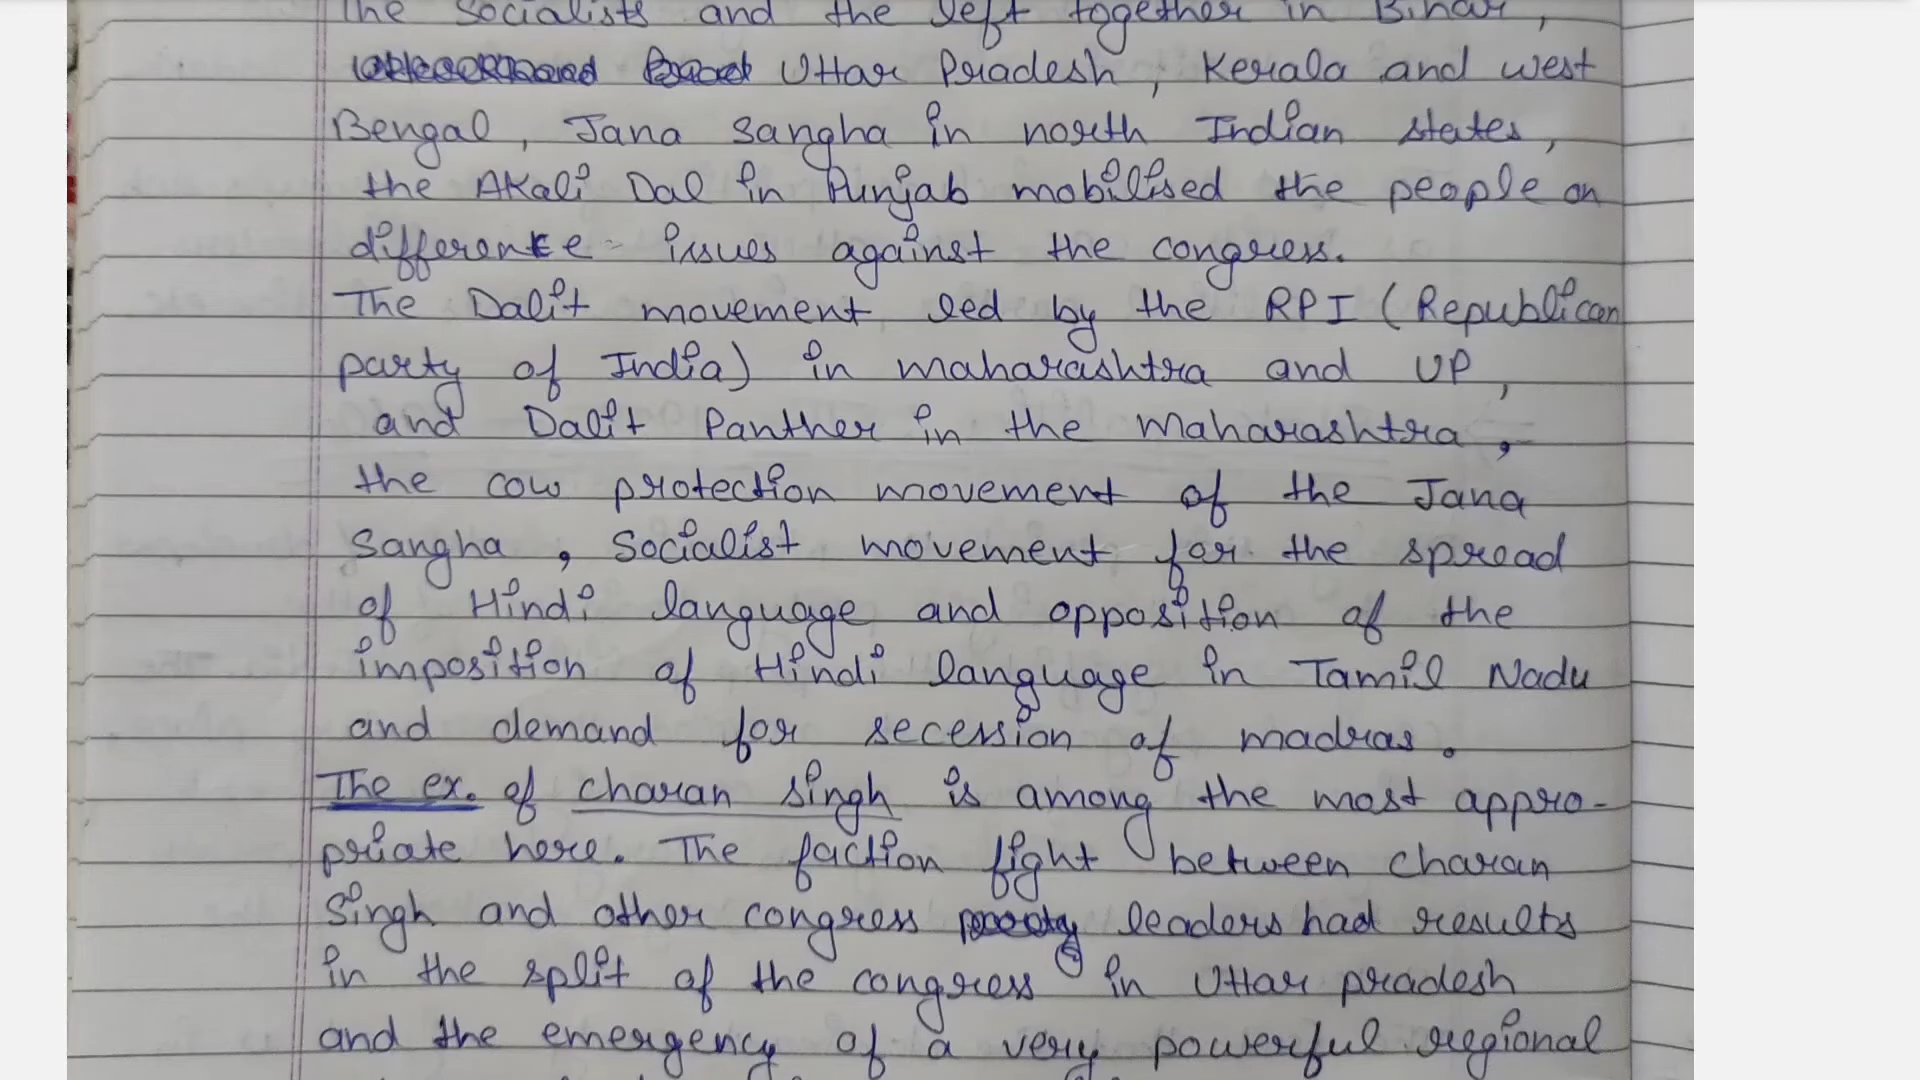 The Socialists and the left together in Bihar,
Uttar Pradesh, Kerala and west
Bengal, Jana Sangha in north Indian states,
the Akali Dal in Punjab mobilised the people on
difference issues against the congress.
The Dalit movement led by the RPI (Republican
party of India) in maharashtra and UP,
and Dalit Panther in the Maharashtra,
the cow protection movement of the Jana
Sangha, Socialist movement for the spread
of Hindi language and opposition of the
imposition of Hindi language in Tamil Nadu
and demand for secession of madras.
The ex. of charan singh is among the most appro-
priate here. The faction fight between charan
Singh and other congress leaders had results
in the split of the congress in Uttar pradesh
and the emergency of a very powerful regional